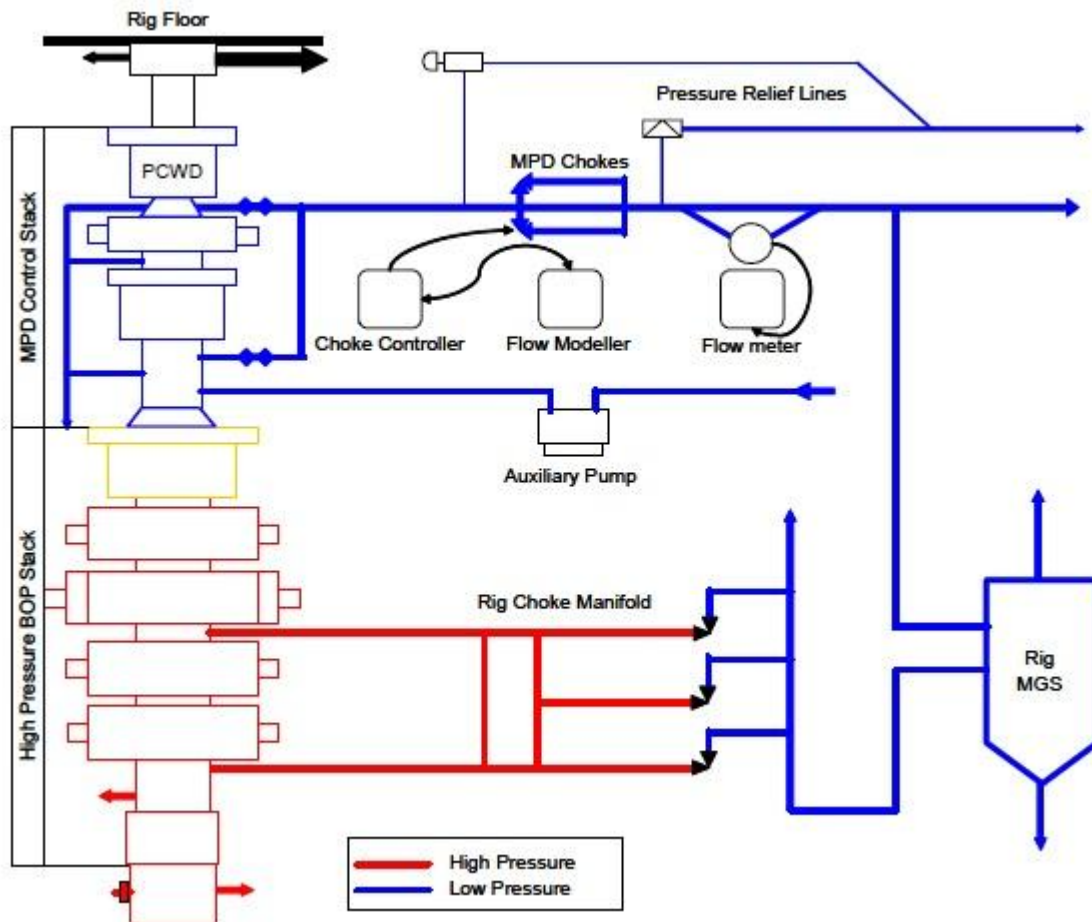 Rig Floor
Pressure Relief Lines
PCWD
MPD Chokes
MPD Control Stack
Choke Controller
Flow Modeller
Flow meter
Auxiliary Pump
High Pressure BOP Stack
Rig Choke Manifold
Rig
MGS
High Pressure
Low Pressure